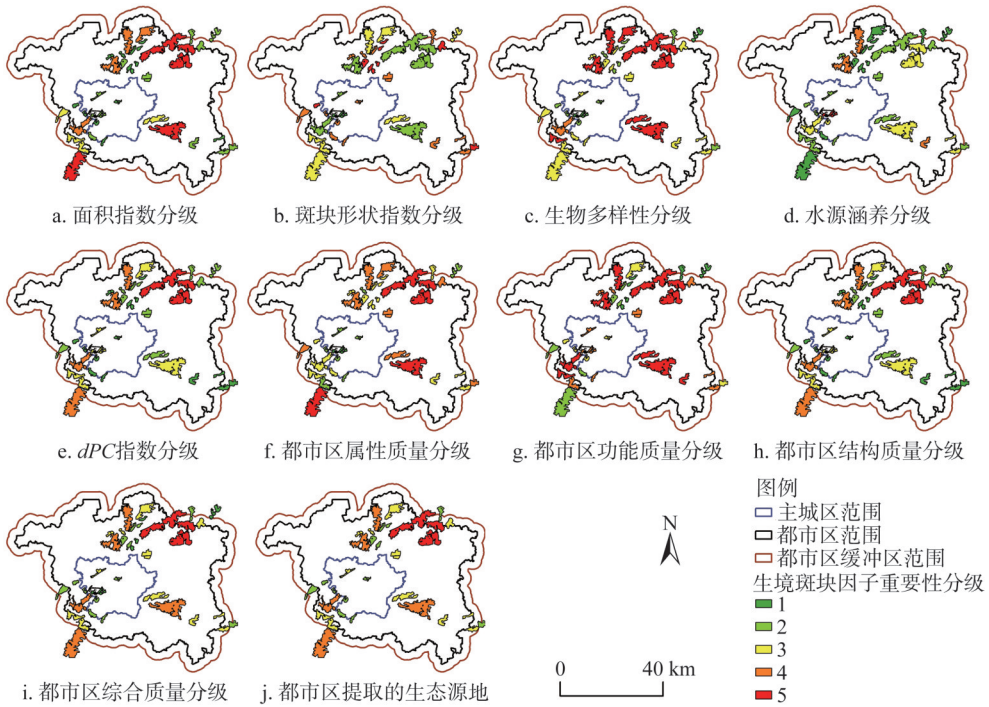 a. 面积指数分级
b. 斑块形状指数分级
c. 生物多样性分级
d. 水源涵养分级
e. dPC指数分级
f. 都市区属性质量分级
g. 都市区功能质量分级
h. 都市区结构质量分级
i. 都市区综合质量分级
j. 都市区提取的生态源地
N
0 40 km
图例
主城区范围
都市区范围
都市区缓冲区范围
生境斑块因子重要性分级
1
2
3
4
5